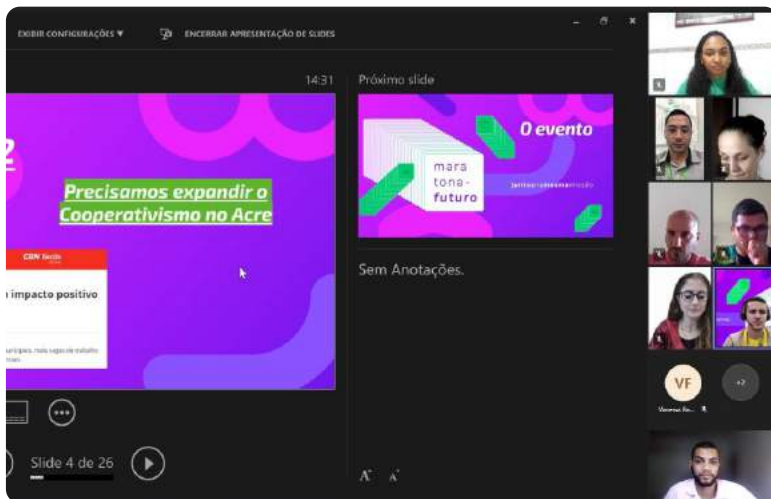 EXIBIR CONFIGURAÇÕES ▼
ENCERRAR APRESENTAÇÃO DE SLIDES
14:31
Precisamos expandir o
Cooperativismo no Acre
CBN
impacto positivo
Slide 4 de 26
Próximo slide
O evento
mara
tona-
futuro
Sem Anotações.
A A
VF
+2